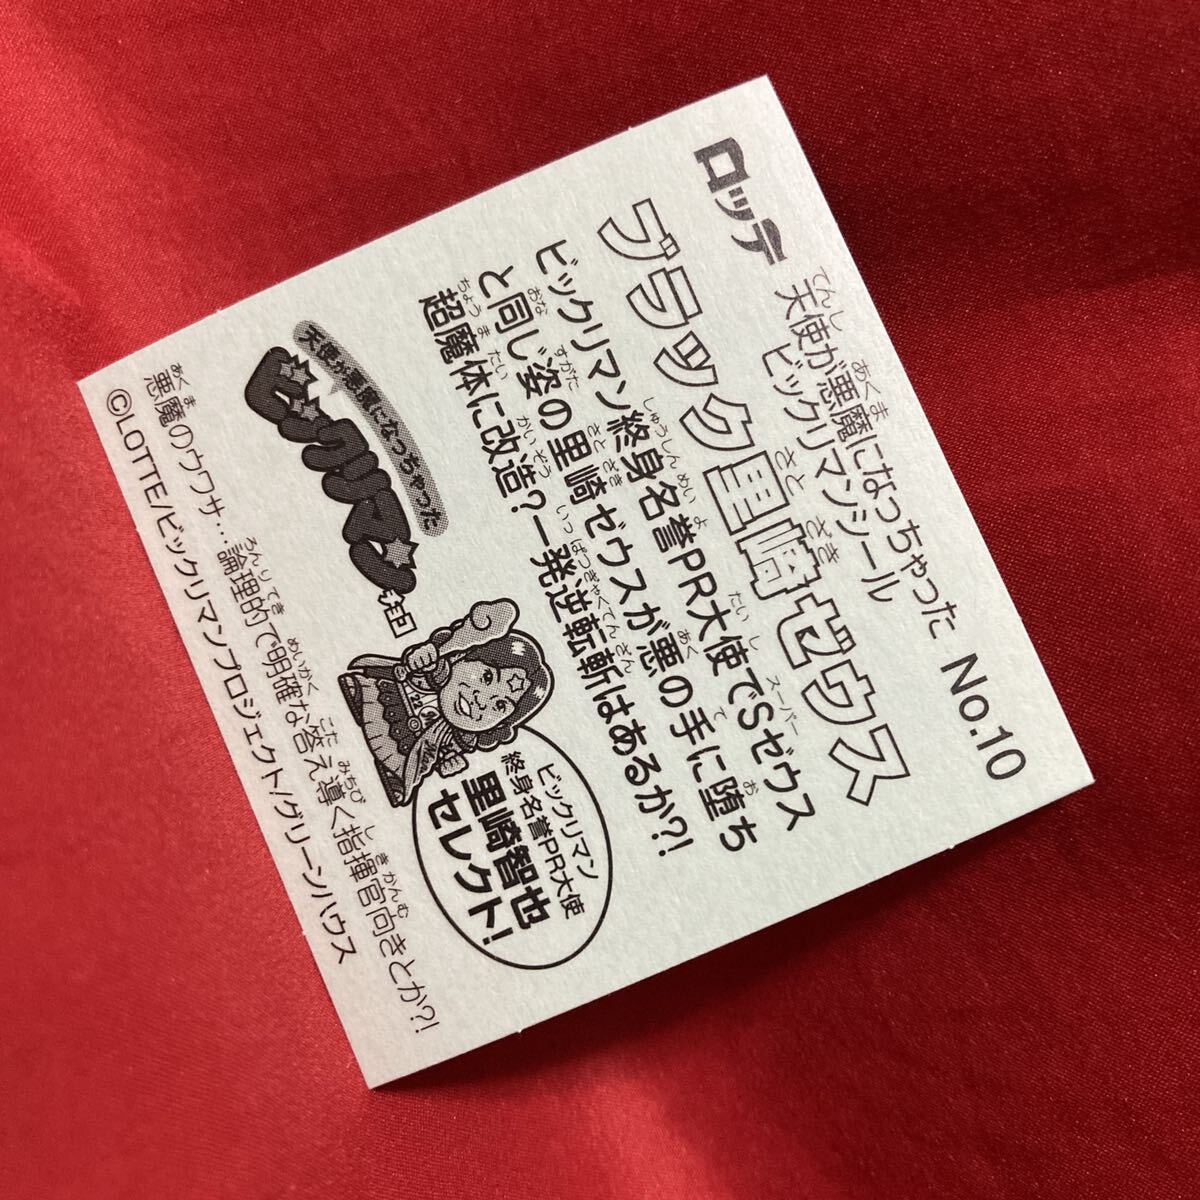 ロッテ
天使が悪魔になっちゃった
ビックリマンシール
No.10
ブラック里崎ゼウス
ビックリマン終身名誉PR大使でSゼウス
と同じ姿の里崎ゼウスが悪の手に堕ち
超魔体に改造?一発逆転斬はあるか?!
天使が悪魔になっちゃった
ビックリマン
ビックリマン
終身名誉PR大使
里崎智也
セレクト!
悪魔のウワサ…論理的で明確な答え導く指揮官向きとか?!
©LOTTE/ビックリマンプロジェクト/グリーンハウス